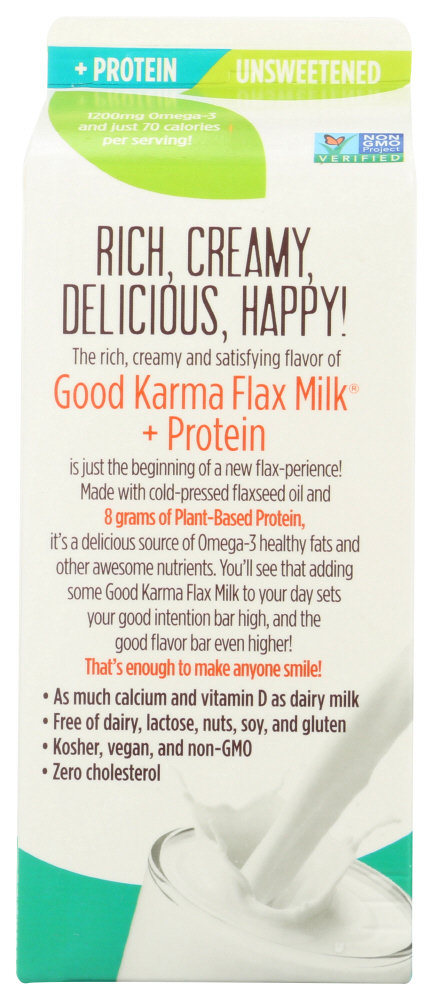 + PROTEIN UNSWEETENED
1200mg Omega-3
and just 70 calories
per serving!
NON
GMO
Project
VERIFIED
RICH, CREAMY,
DELICIOUS, HAPPY!
The rich, creamy and satisfying flavor of
Good Karma Flax Milk®
+ Protein
is just the beginning of a new flax-perience!
Made with cold-pressed flaxseed oil and
8 grams of Plant-Based Protein,
it's a delicious source of Omega-3 healthy fats and
other awesome nutrients. You'll see that adding
some Good Karma Flax Milk to your day sets
your good intention bar high, and the
good flavor bar even higher!
That's enough to make anyone smile!
• As much calcium and vitamin D as dairy milk
• Free of dairy, lactose, nuts, soy, and gluten
• Kosher, vegan, and non-GMO
• Zero cholesterol